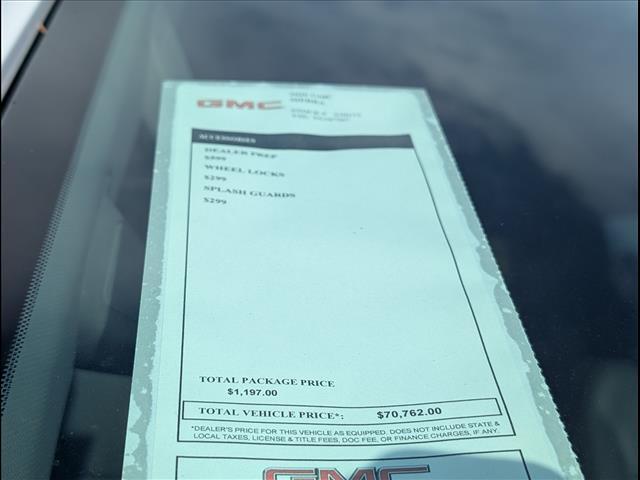 GMC
ACCESSORIES
DEALER PREP
$599
WHEEL LOCKS
$299
SPLASH GUARDS
$299
TOTAL PACKAGE PRICE
$1,197.00
TOTAL VEHICLE PRICE*: $70,762.00
*DEALER'S PRICE FOR THIS VEHICLE AS EQUIPPED. DOES NOT INCLUDE STATE &
LOCAL TAXES, LICENSE & TITLE FEES, DOC FEE, OR FINANCE CHARGES, IF ANY.
GMC